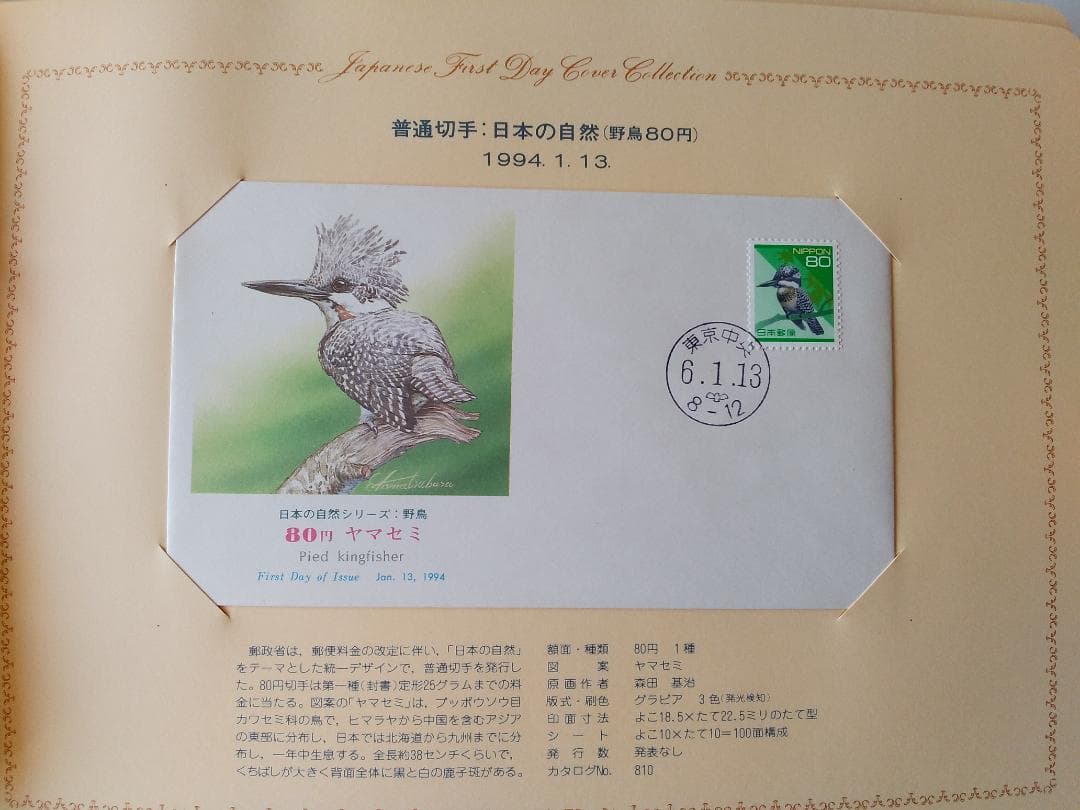 Japanese First Day Cover Collection
普通切手：日本の自然(野鳥80円)
1994. 1. 13.
NIPPON
80
日本郵便
東京中央
6.1.13
8-12
日本の自然シリーズ：野鳥
80円 ヤマセミ
Pied kingfisher
First Day of Issue Jan. 13, 1994
郵政省は、郵便料金の改定に伴い、「日本の自然」
をテーマとした統一デザインで、普通切手を発行し
た。80円切手は第一種(封書)定形25グラムまでの料
金に当たる。図案の「ヤマセミ」は、ブッポウソウ目
カワセミ科の鳥で、ヒマラヤから中国を含むアジア
の東部に分布し、日本では北海道から九州までに分
布し、一年中生息する。全長約38センチくらいで、
くちばしが大きく背面全体に黒と白の鹿子斑がある。
額面・種類 80円 1種
図案 ヤマセミ
原画作者 森田 基治
版式・刷色 グラビア 3色(発光検知)
印面寸法 よこ18.5×たて22.5ミリのたて型
シート よこ10×たて10=100面構成
発行数 発表なし
カタログNo. 810